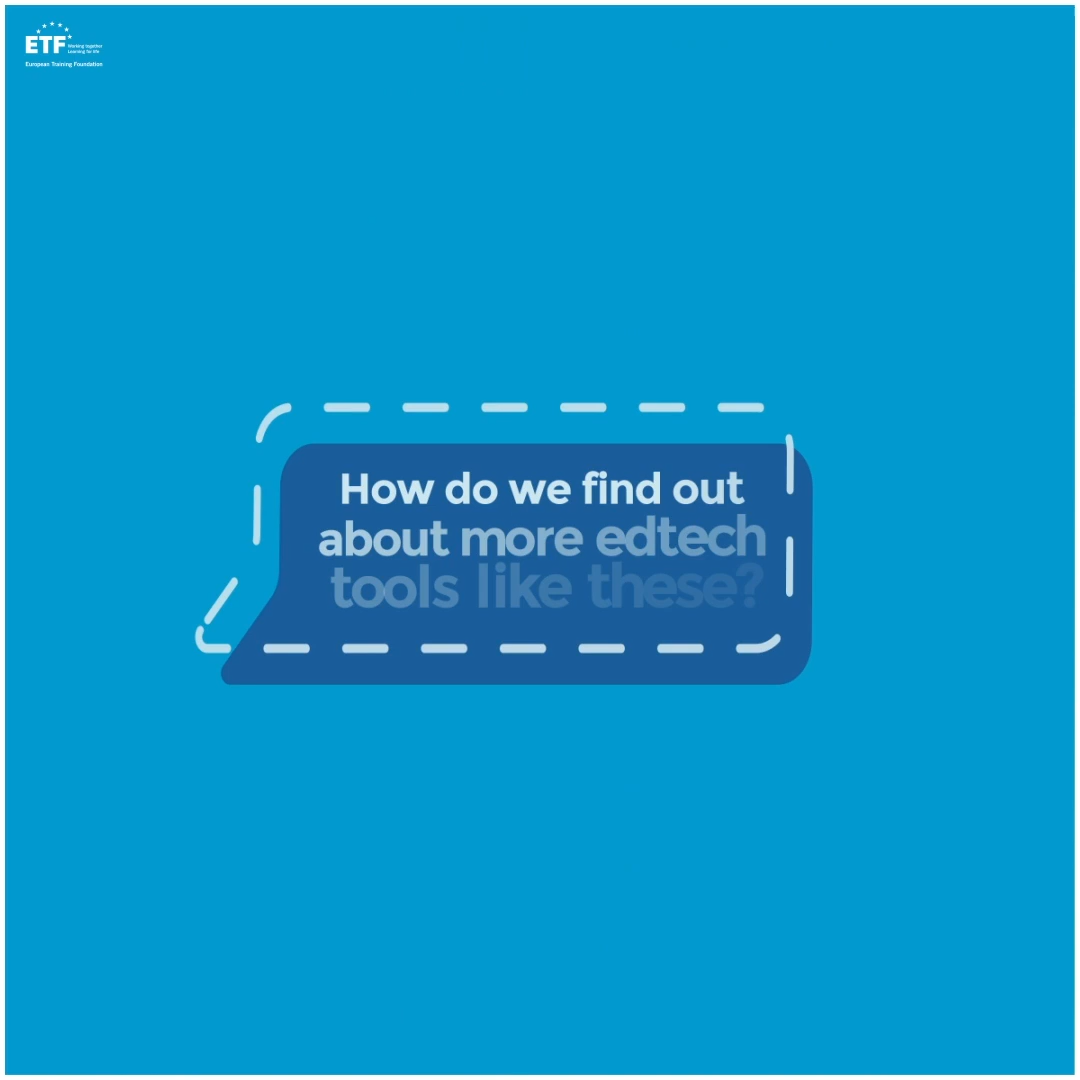 ETF
Working together
Learning for life
European Training Foundation
How do we find out
about more edtech
tools like these?